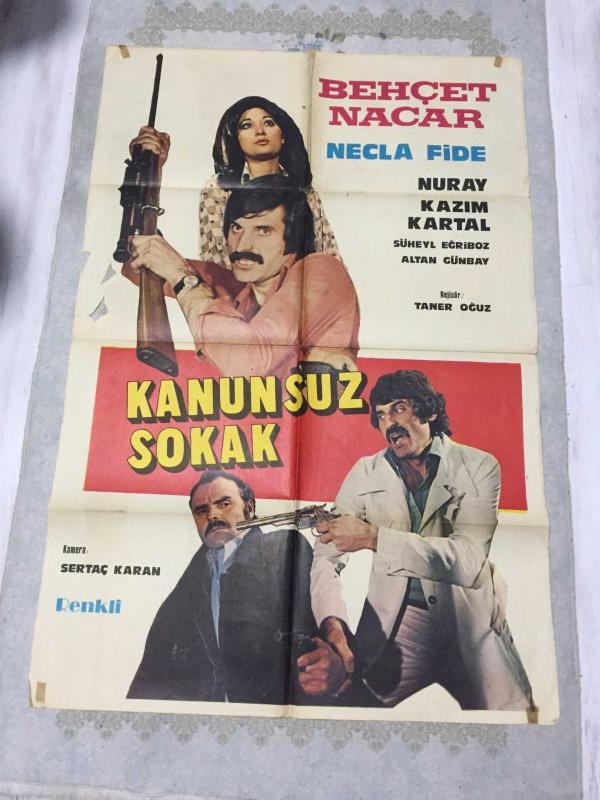 BEHÇET
NACAR
NECLA FİDE
NURAY
KAZIM
KARTAL
SÜHEYL EĞRİBOZ
ALTAN GÜNBAY
Rejisör/
TANER OĞUZ
KANUNSUZ
SOKAK
Kamera/
SERTAÇ KARAN
Renkli